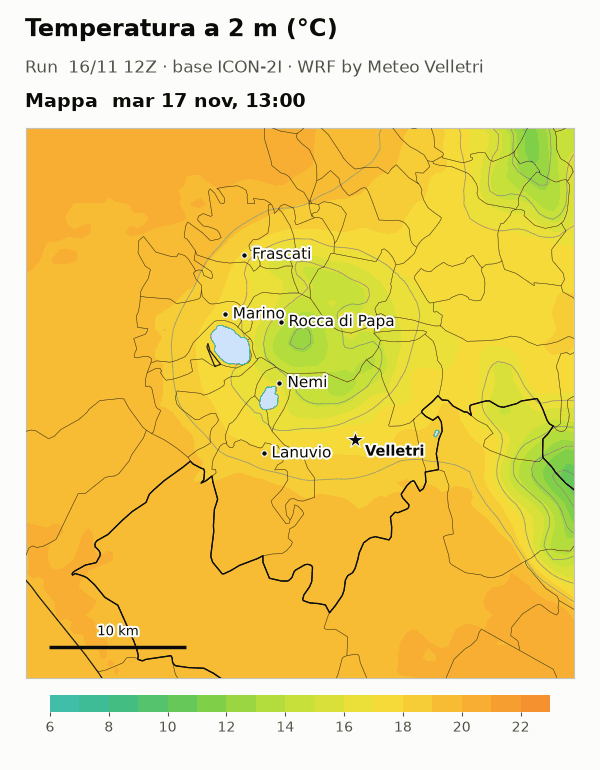 Temperatura a 2 m (°C)
Run  16/11 12Z · base ICON-2I · WRF by Meteo Velletri
Mappa  mar 17 nov, 13:00
Frascati
Marino
Rocca di Papa
Nemi
Velletri
Lanuvio
10 km
6 8 10 12 14 16 18 20 22